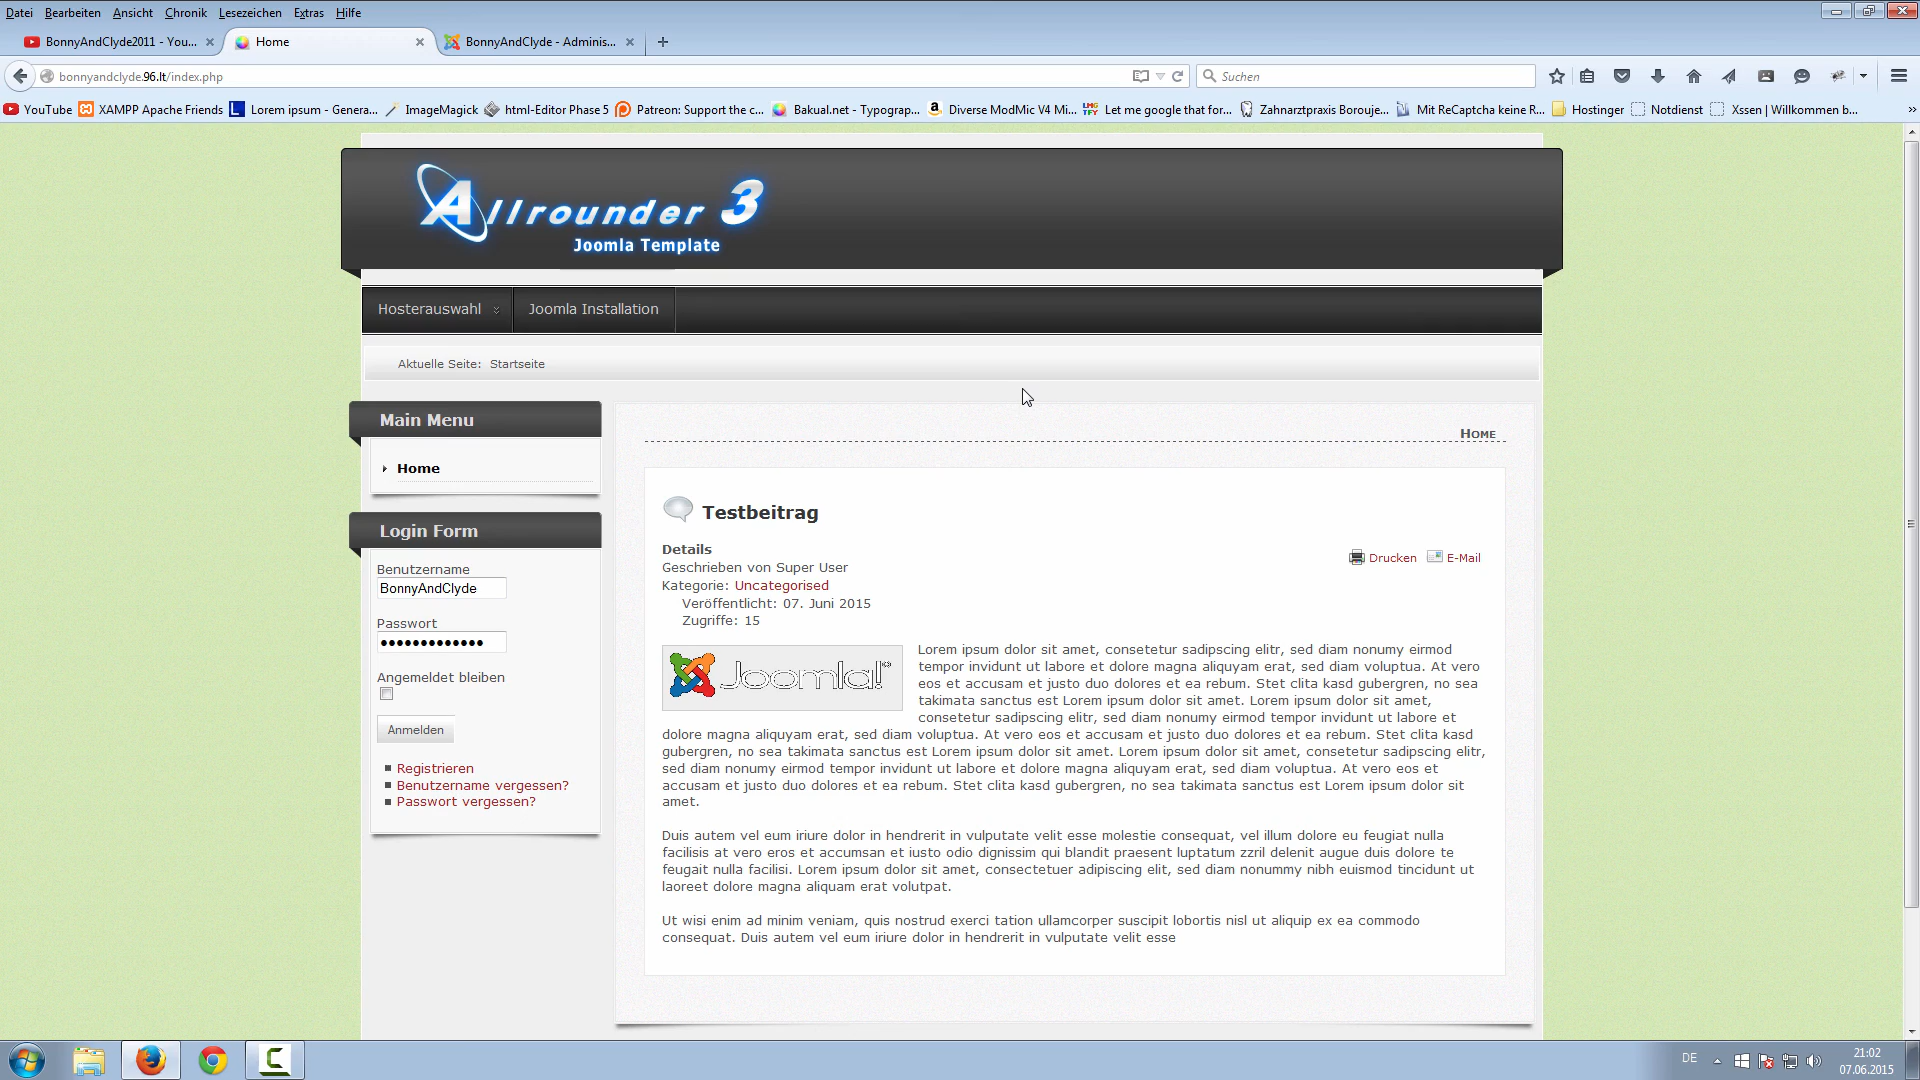 Datei Bearbeiten Ansicht Chronik Lesezeichen Extras Hilfe
BonnyAndClyde2011 - You... Home BonnyAndClyde - Adminis...
bonnyandclyde.96.lt/index.php Suchen
YouTube XAMPP Apache Friends Lorem ipsum - Genera... ImageMagick html-Editor Phase 5 Patreon: Support the c... Bakual.net - Typograp... Diverse ModMic V4 Mi... LMG TFY Let me google that for... Zahnarztpraxis Borouje... Mit ReCaptcha keine R... Hostinger Notdienst Xssen | Willkommen b...
Allrounder 3
Joomla Template
Hosterauswahl Joomla Installation
Aktuelle Seite: Startseite
Main Menu
Home
Login Form
Benutzername
BonnyAndClyde
Passwort
●●●●●●●●●●●●●
Angemeldet bleiben
Anmelden
Registrieren
Benutzername vergessen?
Passwort vergessen?
Home
Testbeitrag
Details
Drucken E-Mail
Geschrieben von Super User
Kategorie: Uncategorised
Veröffentlicht: 07. Juni 2015
Zugriffe: 15
Joomla!®
Lorem ipsum dolor sit amet, consetetur sadipscing elitr, sed diam nonumy eirmod
tempor invidunt ut labore et dolore magna aliquyam erat, sed diam voluptua. At vero
eos et accusam et justo duo dolores et ea rebum. Stet clita kasd gubergren, no sea
takimata sanctus est Lorem ipsum dolor sit amet. Lorem ipsum dolor sit amet,
consetetur sadipscing elitr, sed diam nonumy eirmod tempor invidunt ut labore et
dolore magna aliquyam erat, sed diam voluptua. At vero eos et accusam et justo duo dolores et ea rebum. Stet clita kasd
gubergren, no sea takimata sanctus est Lorem ipsum dolor sit amet. Lorem ipsum dolor sit amet, consetetur sadipscing elitr,
sed diam nonumy eirmod tempor invidunt ut labore et dolore magna aliquyam erat, sed diam voluptua. At vero eos et
accusam et justo duo dolores et ea rebum. Stet clita kasd gubergren, no sea takimata sanctus est Lorem ipsum dolor sit
amet.
Duis autem vel eum iriure dolor in hendrerit in vulputate velit esse molestie consequat, vel illum dolore eu feugiat nulla
facilisis at vero eros et accumsan et iusto odio dignissim qui blandit praesent luptatum zzril delenit augue duis dolore te
feugait nulla facilisi. Lorem ipsum dolor sit amet, consectetuer adipiscing elit, sed diam nonummy nibh euismod tincidunt ut
laoreet dolore magna aliquam erat volutpat.
Ut wisi enim ad minim veniam, quis nostrud exerci tation ullamcorper suscipit lobortis nisl ut aliquip ex ea commodo
consequat. Duis autem vel eum iriure dolor in hendrerit in vulputate velit esse
DE
21:02
07.06.2015